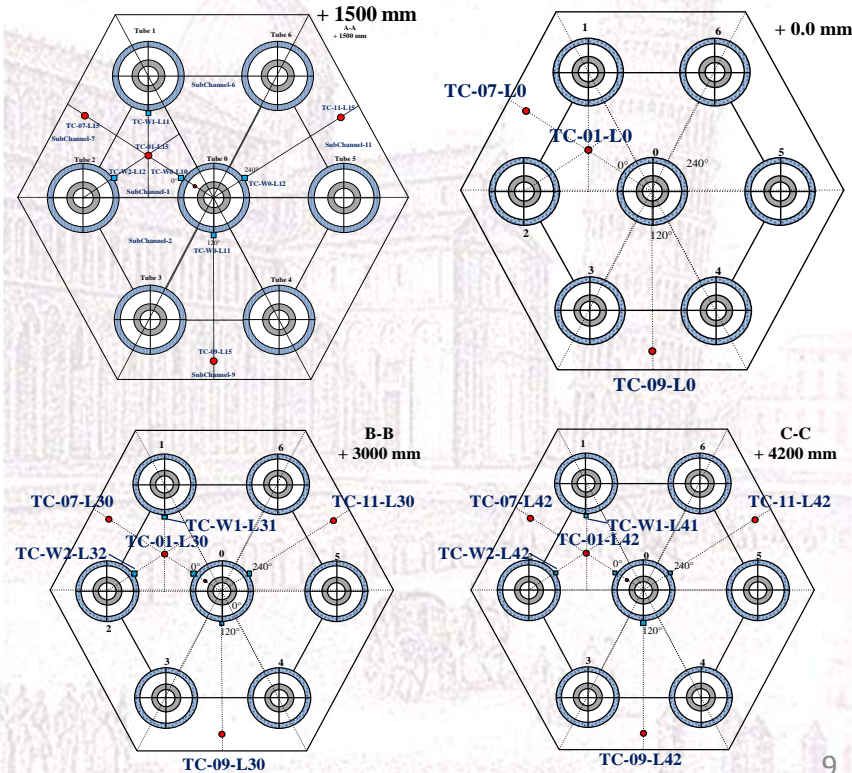 + 1500 mm
A-A
+ 1500 mm
Tube 1
Tube 6
SubChannel-6
TC-07-L15
TC-W1-L11
TC-11-L15
SubChannel-7
TC-01-L15
SubChannel-11
Tube 2
TC-W2-L12
TC-W0-L10
Tube 0
240°
Tube 5
0°
TC-W0-L12
SubChannel-1
SubChannel-2
120°
TC-W0-L11
Tube 3
Tube 4
TC-09-L15
SubChannel-9
+ 0.0 mm
1
6
TC-07-L0
TC-01-L0
0
0°
240°
5
2
120°
3
4
TC-09-L0
B-B
+ 3000 mm
1
6
TC-07-L30
TC-11-L30
TC-W1-L31
TC-01-L30
TC-W2-L32
0
0°
240°
5
0°
2
120°
3
4
TC-09-L30
C-C
+ 4200 mm
1
6
TC-07-L42
TC-11-L42
TC-W1-L41
TC-01-L42
TC-W2-L42
0
0°
240°
5
2
120°
3
4
TC-09-L42
9